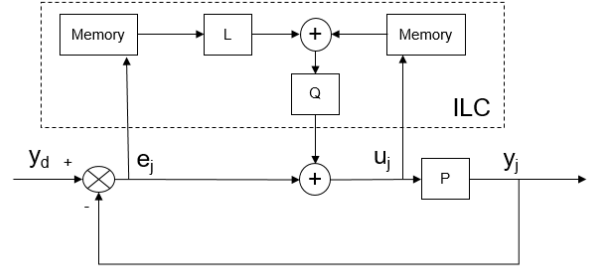 Memory
L
+
Memory
Q
ILC
y_d
+
e_j
u_j
y_j
-
+
P